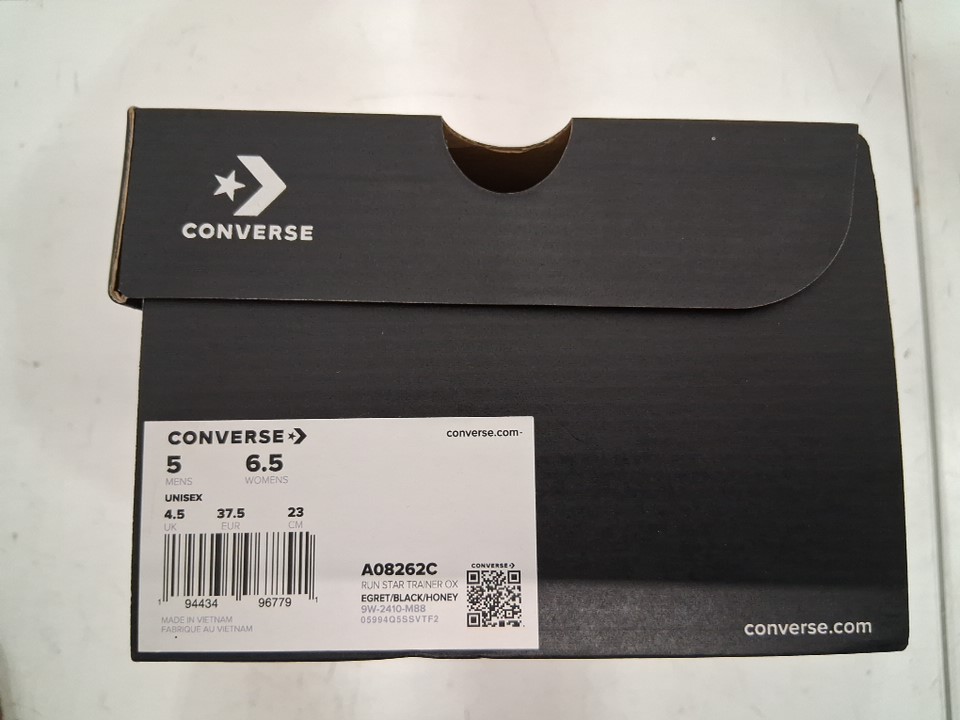 CONVERSE
CONVERSE
converse.com
5 6.5
MENS WOMENS
UNISEX
4.5 37.5 23
UK EUR CM
1 94434 96779 1
A08262C
RUN STAR TRAINER OX
EGRET/BLACK/HONEY
9W-2410-M88
05994Q5SSVTF2
CONVERSE
MADE IN VIETNAM
FABRIQUÉ AU VIETNAM
converse.com